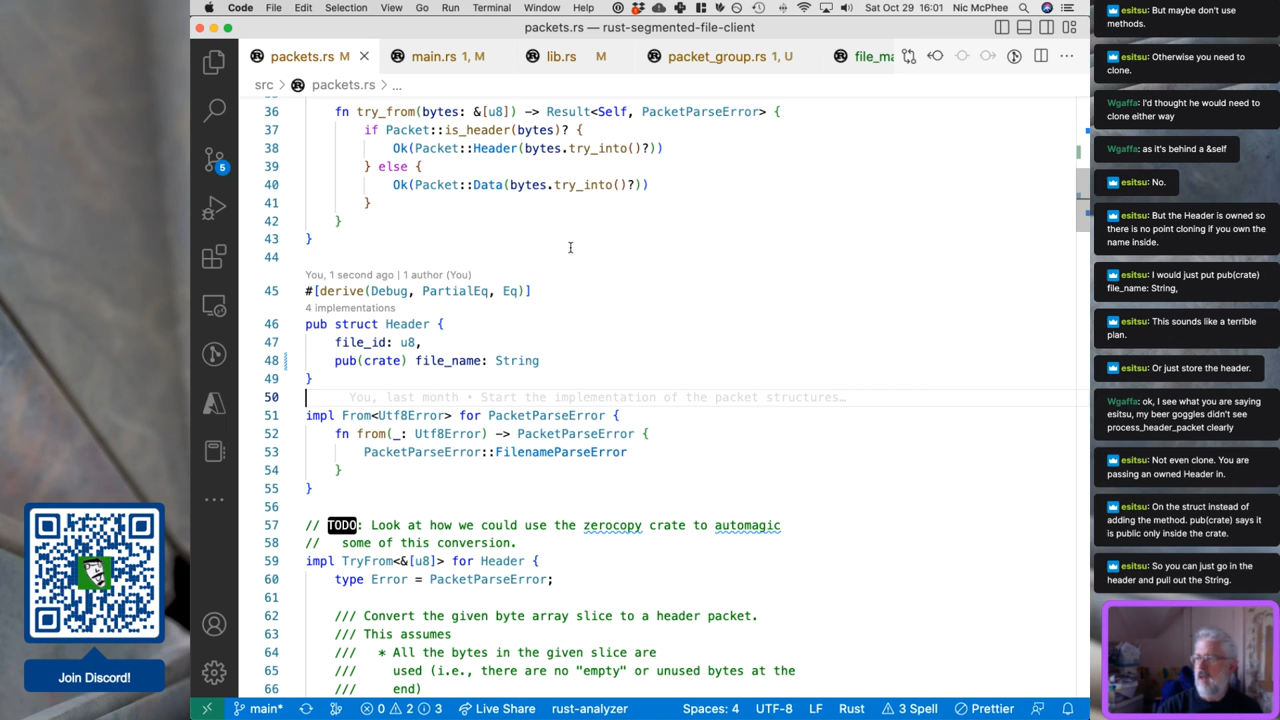 Code File Edit Selection View Go Run Terminal Window Help Sat Oct 29 16:01 Nic McPhee
packets.rs — rust-segmented-file-client
packets.rs M main.rs 1, M lib.rs M packet_group.rs 1, U file_ma
src > packets.rs > ...
36 fn try_from(bytes: &[u8]) -> Result<Self, PacketParseError> {
37 if Packet::is_header(bytes)? {
38 Ok(Packet::Header(bytes.try_into()?))
39 } else {
40 Ok(Packet::Data(bytes.try_into()?))
41 }
42 }
43 }
44
You, 1 second ago | 1 author (You)
45 #[derive(Debug, PartialEq, Eq)]
4 implementations
46 pub struct Header {
47 file_id: u8,
48 pub(crate) file_name: String
49 }
50 You, last month • Start the implementation of the packet structures…
51 impl From<Utf8Error> for PacketParseError {
52 fn from(_: Utf8Error) -> PacketParseError {
53 PacketParseError::FilenameParseError
54 }
55 }
56
57 // TODO: Look at how we could use the zerocopy crate to automagic
58 // some of this conversion.
59 impl TryFrom<&[u8]> for Header {
60 type Error = PacketParseError;
61
62 /// Convert the given byte array slice to a header packet.
63 /// This assumes
64 /// * All the bytes in the given slice are
65 /// used (i.e., there are no "empty" or unused bytes at the
66 /// end)
5
Join Discord!
main* 0 2 3 Live Share rust-analyzer Spaces: 4 UTF-8 LF Rust 3 Spell Prettier
esitsu: But maybe don't use
methods.
esitsu: Otherwise you need to
clone.
Wgaffa: I'd thought he would need to
clone either way
Wgaffa: as it's behind a &self
esitsu: No.
esitsu: But the Header is owned so
there is no point cloning if you own the
name inside.
esitsu: I would just put pub(crate)
file_name: String,
esitsu: This sounds like a terrible
plan.
esitsu: Or just store the header.
Wgaffa: ok, I see what you are saying
esitsu, my beer goggles didn't see
process_header_packet clearly
esitsu: Not even clone. You are
passing an owned Header in.
esitsu: On the struct instead of
adding the method. pub(crate) says it
is public only inside the crate.
esitsu: So you can just go in the
header and pull out the String.